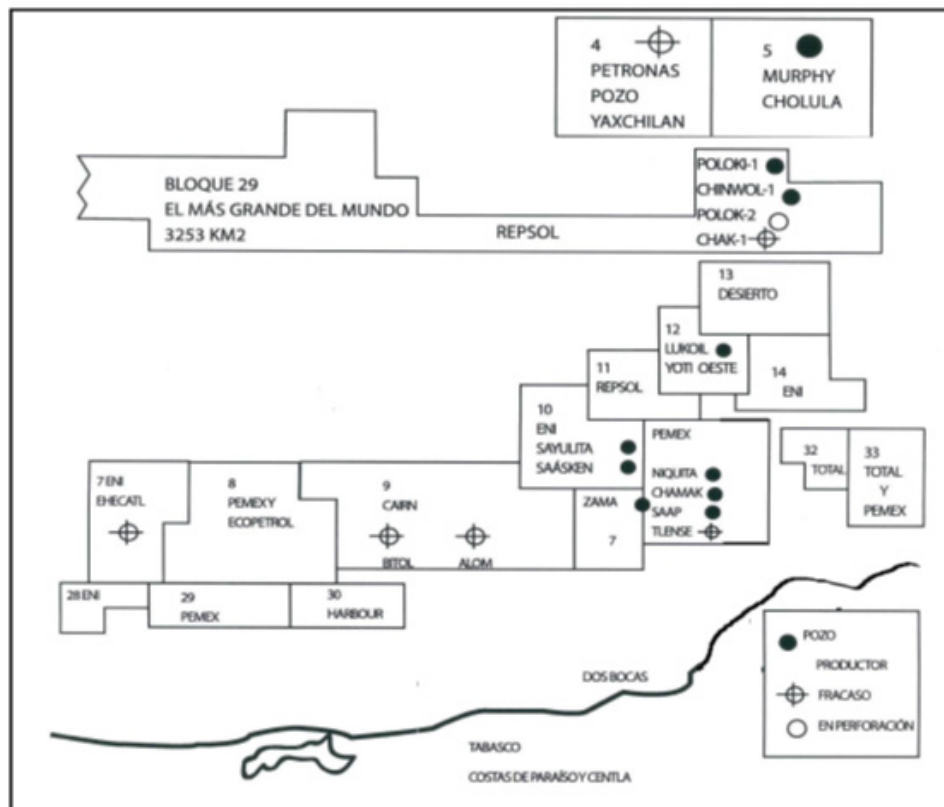 4
PETRONAS
POZO
YAXCHILAN
5
MURPHY
CHOLULA
BLOQUE 29
EL MÁS GRANDE DEL MUNDO
3253 KM2
REPSOL
POLOKI-1
CHINWOL-1
POLOK-2
CHAK-1
13
DESIERTO
12
LUKOIL
YOTI OESTE
14
ENI
11
REPSOL
10
ENI
SAYULITA
SAÁSKEN
PEMEX
NIQUITA
CHAMAK
SAAP
TLENSE
32
TOTAL
33
TOTAL
Y
PEMEX
7 ENI
EHECATL
8
PEMEX Y
ECOPETROL
9
CAIRN
BITOL
ALOM
ZAMA
7
28 ENI
29
PEMEX
30
HARBOUR
POZO
PRODUCTOR
FRACASO
EN PERFORACIÓN
DOS BOCAS
TABASCO
COSTAS DE PARAÍSO Y CENTLA